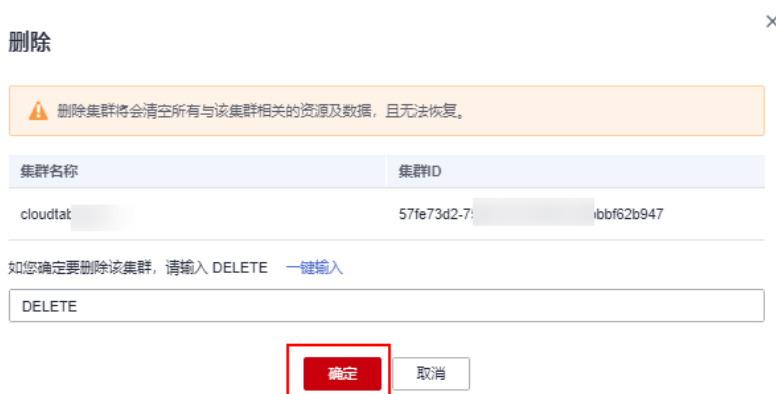 删除
删除集群将会清空所有与该集群相关的资源及数据，且无法恢复。
集群名称 集群ID
cloudtab 57fe73d2-7 bbf62b947
如您确定要删除该集群，请输入 DELETE 一键输入
DELETE
确定 取消